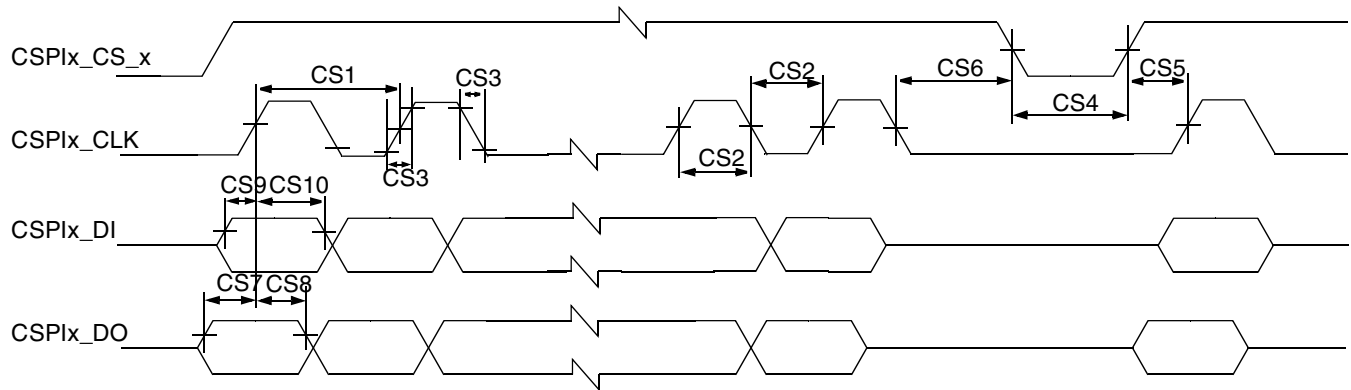 CSPIx_CS_x
CS1
CS3
CS2
CS6
CS5
CS4
CSPIx_CLK
CS3
CS2
CS9
CS10
CSPIx_DI
CS7
CS8
CSPIx_DO